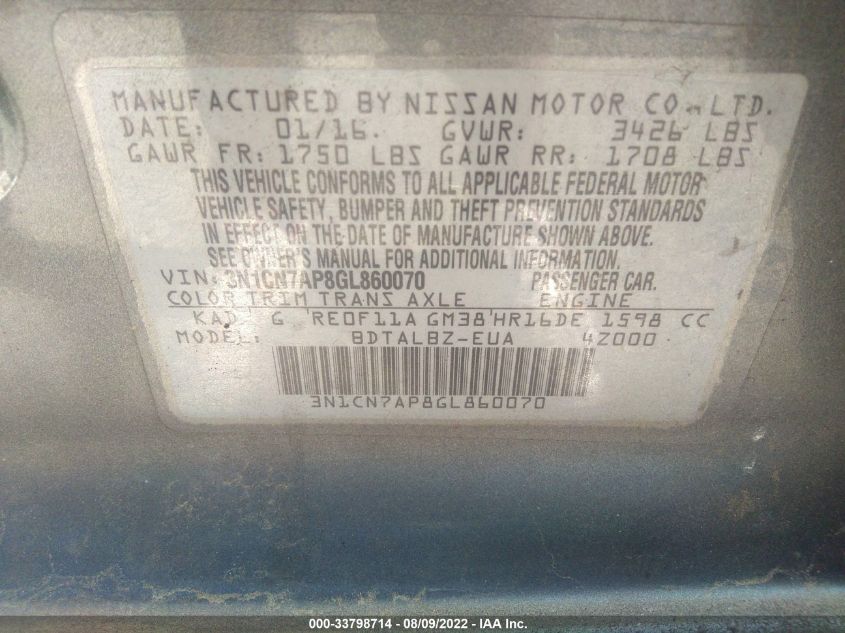 MANUFACTURED BY NISSAN MOTOR CO., LTD.
DATE: 01/16. GVWR: 3426 LBS
GAWR FR: 1750 LBS GAWR RR: 1708 LBS
THIS VEHICLE CONFORMS TO ALL APPLICABLE FEDERAL MOTOR
VEHICLE SAFETY, BUMPER AND THEFT PREVENTION STANDARDS
IN EFFECT ON THE DATE OF MANUFACTURE SHOWN ABOVE.
SEE OWNER'S MANUAL FOR ADDITIONAL INFORMATION.
VIN: 3N1CN7AP8GL860070 PASSENGER CAR.
COLOR TRIM TRANS AXLE ENGINE
KAD G RE0F11A GM38 HR16DE 1598 CC
MODEL: BDTALBZ-EUA 4Z000
3N1CN7AP8GL860070
000-33798714 - 08/09/2022 - IAA Inc.